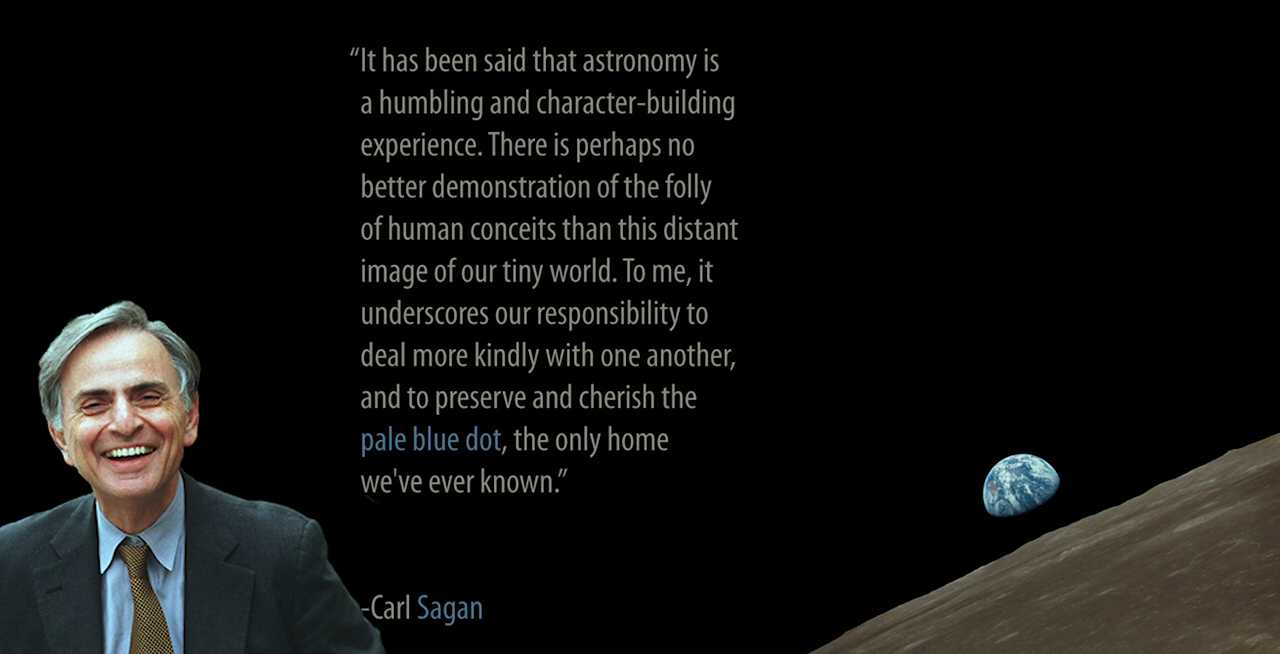 “It has been said that astronomy is
a humbling and character-building
experience. There is perhaps no
better demonstration of the folly
of human conceits than this distant
image of our tiny world. To me, it
underscores our responsibility to
deal more kindly with one another,
and to preserve and cherish the
pale blue dot, the only home
we've ever known.”
-Carl Sagan